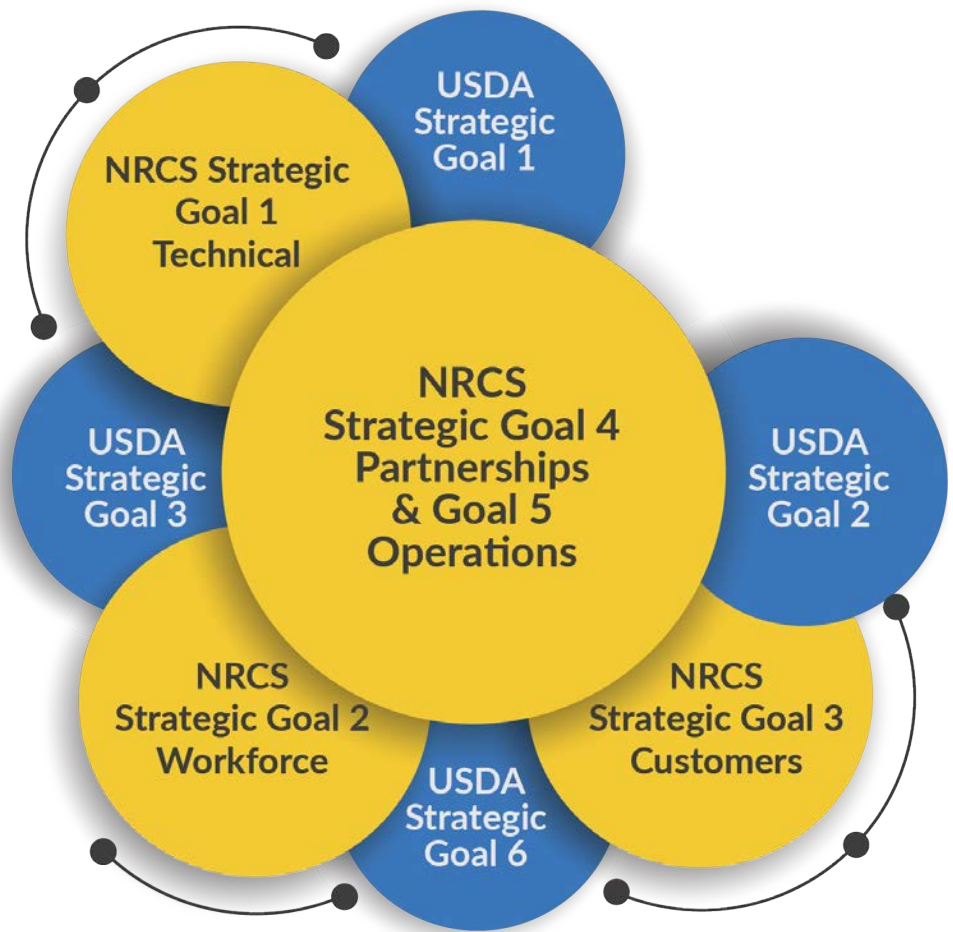 USDA
Strategic
Goal 1
NRCS Strategic
Goal 1
Technical
NRCS
Strategic Goal 4
Partnerships
& Goal 5
Operations
USDA
Strategic
Goal 3
USDA
Strategic
Goal 2
NRCS
Strategic Goal 2
Workforce
NRCS
Strategic Goal 3
Customers
USDA
Strategic
Goal 6